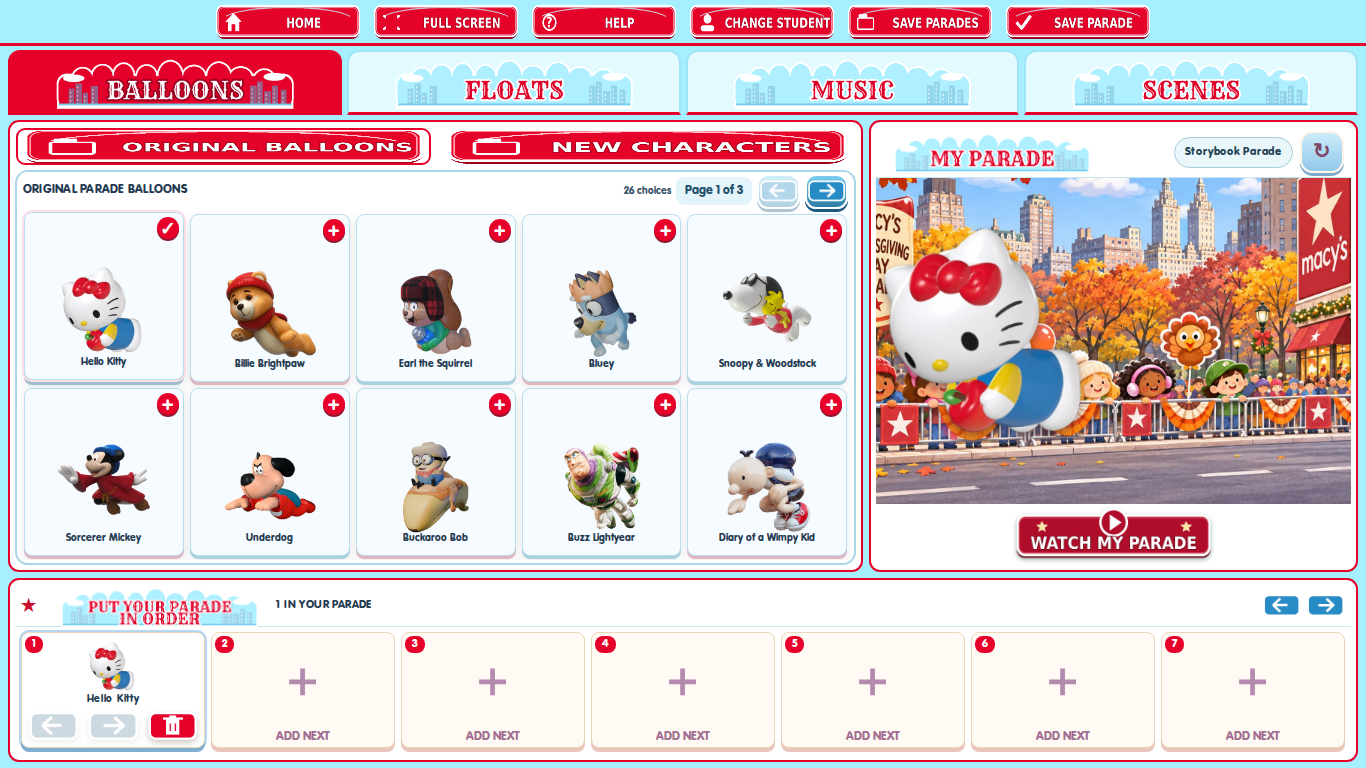 HOME
FULL SCREEN
HELP
CHANGE STUDENT
SAVE PARADES
SAVE PARADE
BALLOONS
FLOATS
MUSIC
SCENES
ORIGINAL BALLOONS
NEW CHARACTERS
ORIGINAL PARADE BALLOONS
26 choices
Page 1 of 3
Hello Kitty
Billie Brightpaw
Earl the Squirrel
Bluey
Snoopy & Woodstock
Sorcerer Mickey
Underdog
Buckaroo Bob
Buzz Lightyear
Diary of a Wimpy Kid
MY PARADE
Storybook Parade
CY'S
SGIVING
AY
macy's
WATCH MY PARADE
PUT YOUR PARADE
IN ORDER
1 IN YOUR PARADE
1
Hello Kitty
2
ADD NEXT
3
ADD NEXT
4
ADD NEXT
5
ADD NEXT
6
ADD NEXT
7
ADD NEXT